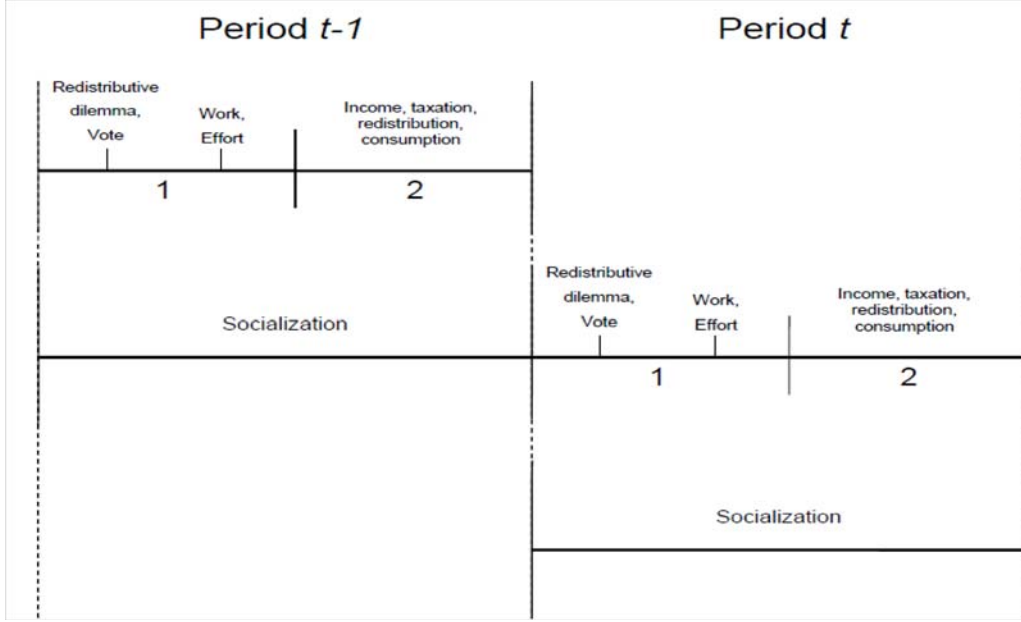 Period t-1
Period t
Redistributive
dilemma,
Vote
Work,
Effort
Income, taxation,
redistribution,
consumption
1
2
Socialization
Redistributive
dilemma,
Vote
Work,
Effort
Income, taxation,
redistribution,
consumption
1
2
Socialization